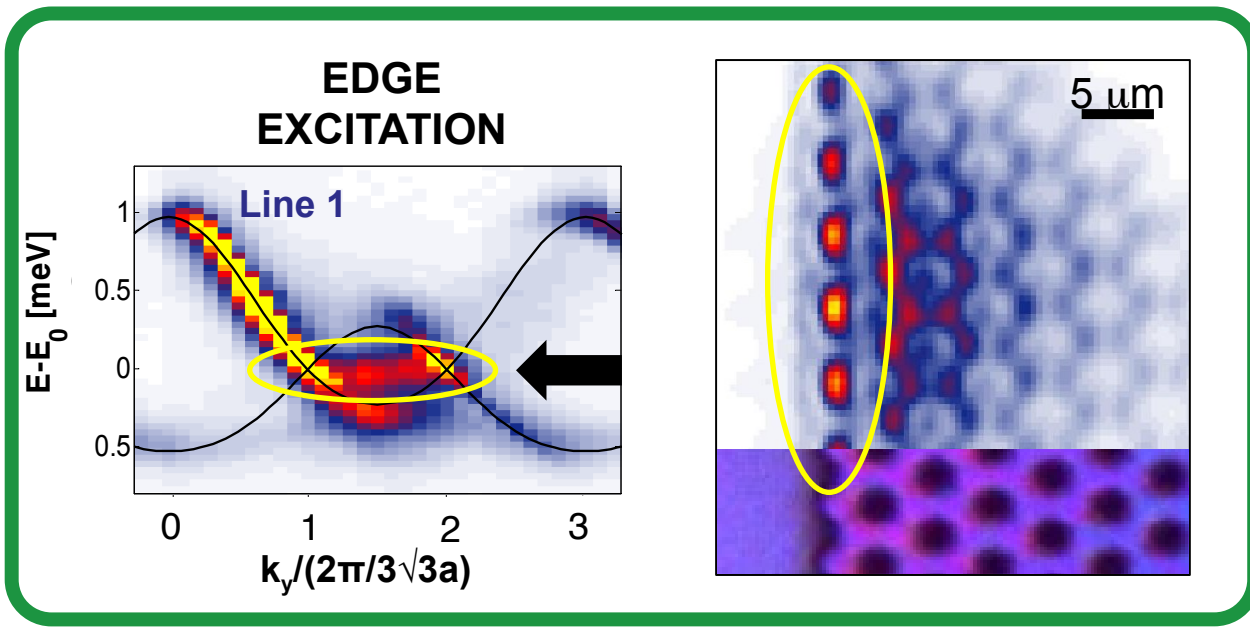 EDGE
EXCITATION
5 μm
Line 1
E-E0 [meV]
1
0.5
0
0.5
0 1 2 3
ky/(2π/3√3a)